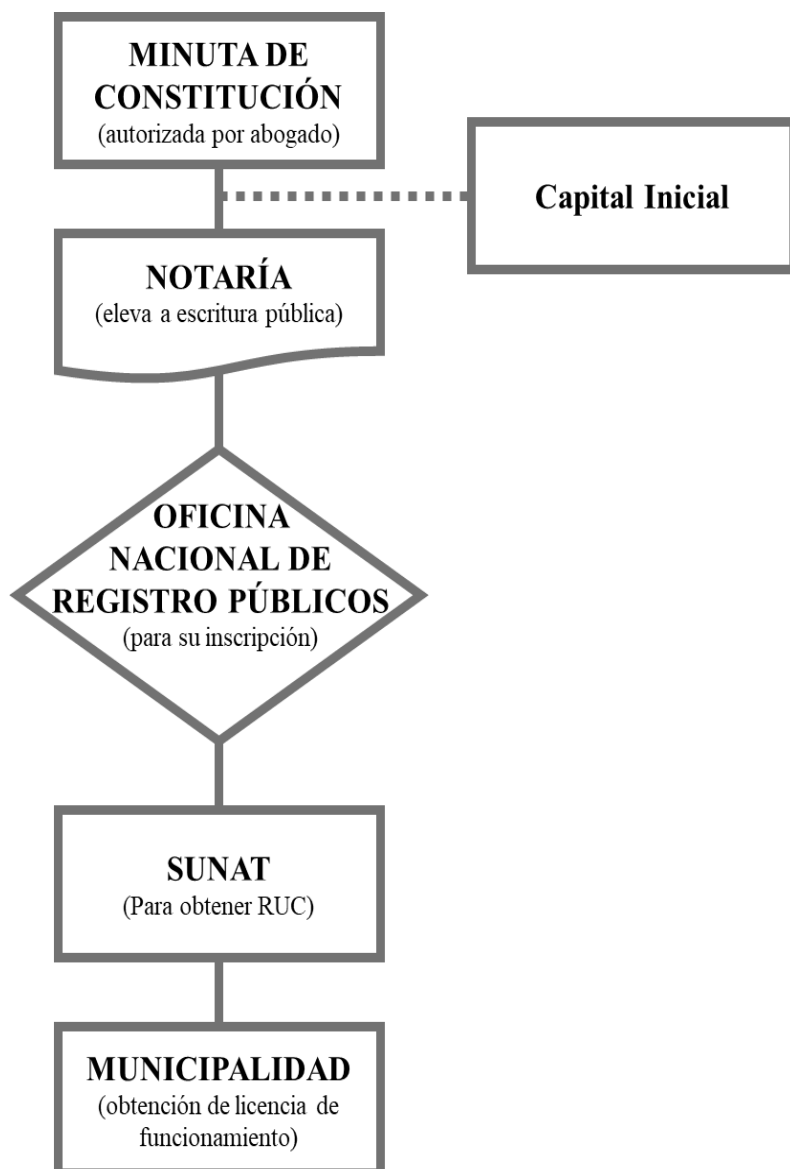 MINUTA DE
CONSTITUCIÓN
(autorizada por abogado)
Capital Inicial
NOTARÍA
(eleva a escritura pública)
OFICINA
NACIONAL DE
REGISTRO PÚBLICOS
(para su inscripción)
SUNAT
(Para obtener RUC)
MUNICIPALIDAD
(obtención de licencia de
funcionamiento)